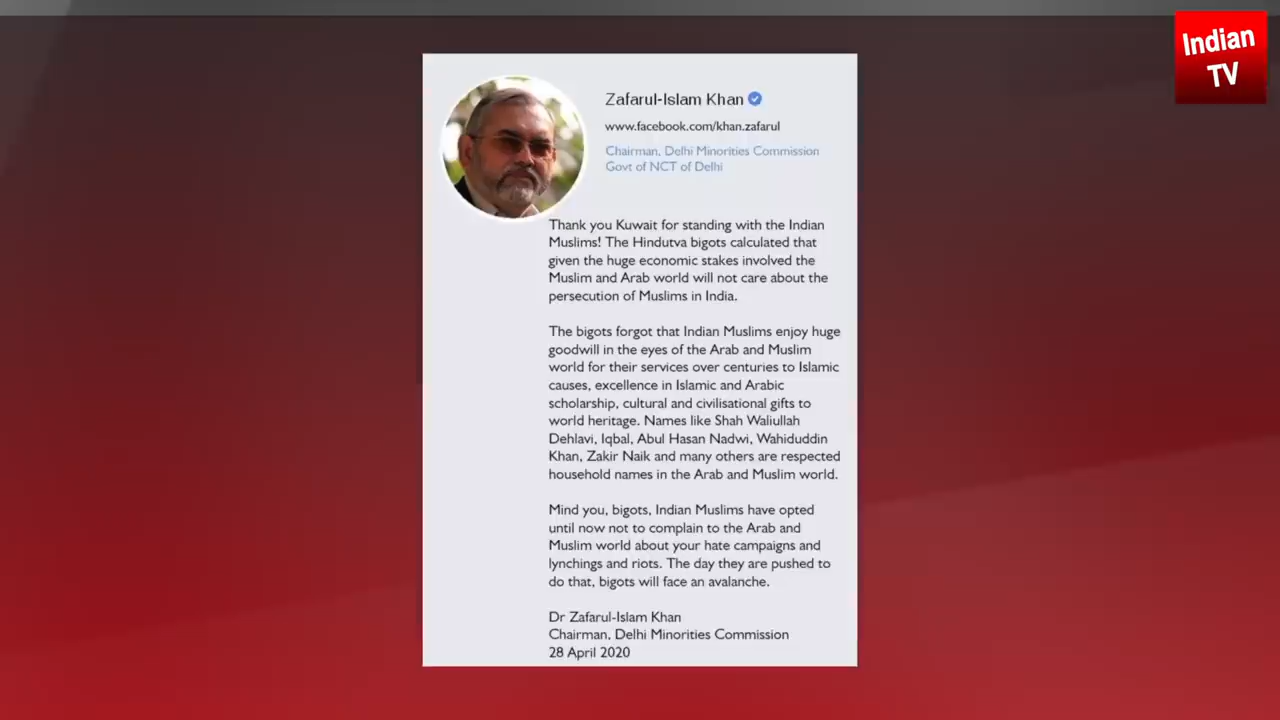 Indian
TV
Zafarul-Islam Khan
www.facebook.com/khan.zafarul
Chairman, Delhi Minorities Commission
Govt of NCT of Delhi
Thank you Kuwait for standing with the Indian
Muslims! The Hindutva bigots calculated that
given the huge economic stakes involved the
Muslim and Arab world will not care about the
persecution of Muslims in India.
The bigots forgot that Indian Muslims enjoy huge
goodwill in the eyes of the Arab and Muslim
world for their services over centuries to Islamic
causes, excellence in Islamic and Arabic
scholarship, cultural and civilisational gifts to
world heritage. Names like Shah Waliullah
Dehlavi, Iqbal, Abul Hasan Nadwi, Wahiduddin
Khan, Zakir Naik and many others are respected
household names in the Arab and Muslim world.
Mind you, bigots, Indian Muslims have opted
until now not to complain to the Arab and
Muslim world about your hate campaigns and
lynchings and riots. The day they are pushed to
do that, bigots will face an avalanche.
Dr Zafarul-Islam Khan
Chairman, Delhi Minorities Commission
28 April 2020